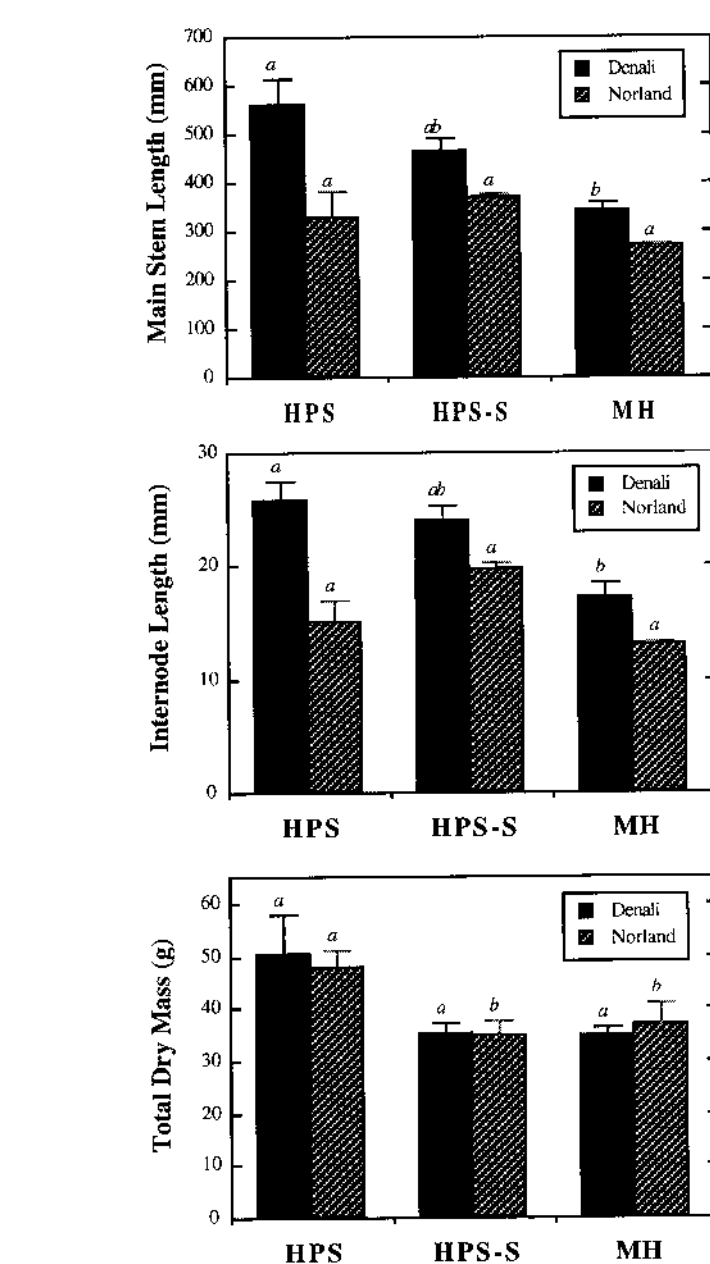 Main Stem Length (mm)
700
600
500
400
300
200
100
0
a
a
ab
a
b
a
Denali
Norland
HPS
HPS-S
MH
Internode Length (mm)
30
20
10
0
a
a
ab
a
b
a
Denali
Norland
HPS
HPS-S
MH
Total Dry Mass (g)
60
50
40
30
20
10
0
a
a
a
b
a
b
Denali
Norland
HPS
HPS-S
MH